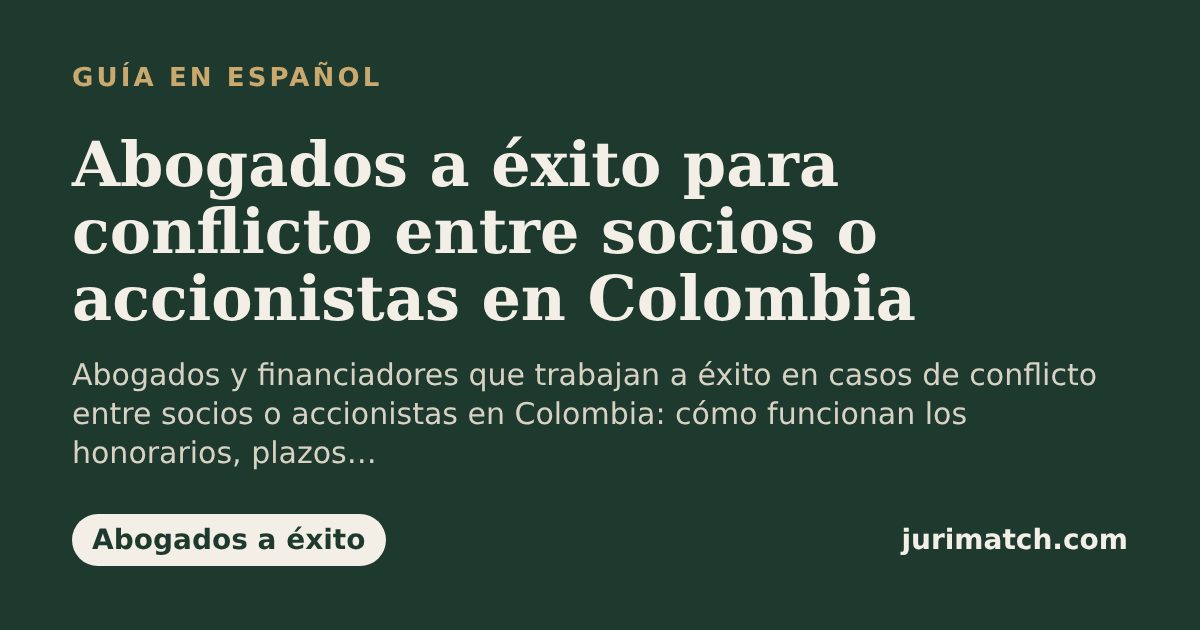 GUÍA EN ESPAÑOL
Abogados a éxito para
conflicto entre socios o
accionistas en Colombia
Abogados y financiadores que trabajan a éxito en casos de conflicto
entre socios o accionistas en Colombia: cómo funcionan los
honorarios, plazos…
Abogados a éxito
jurimatch.com